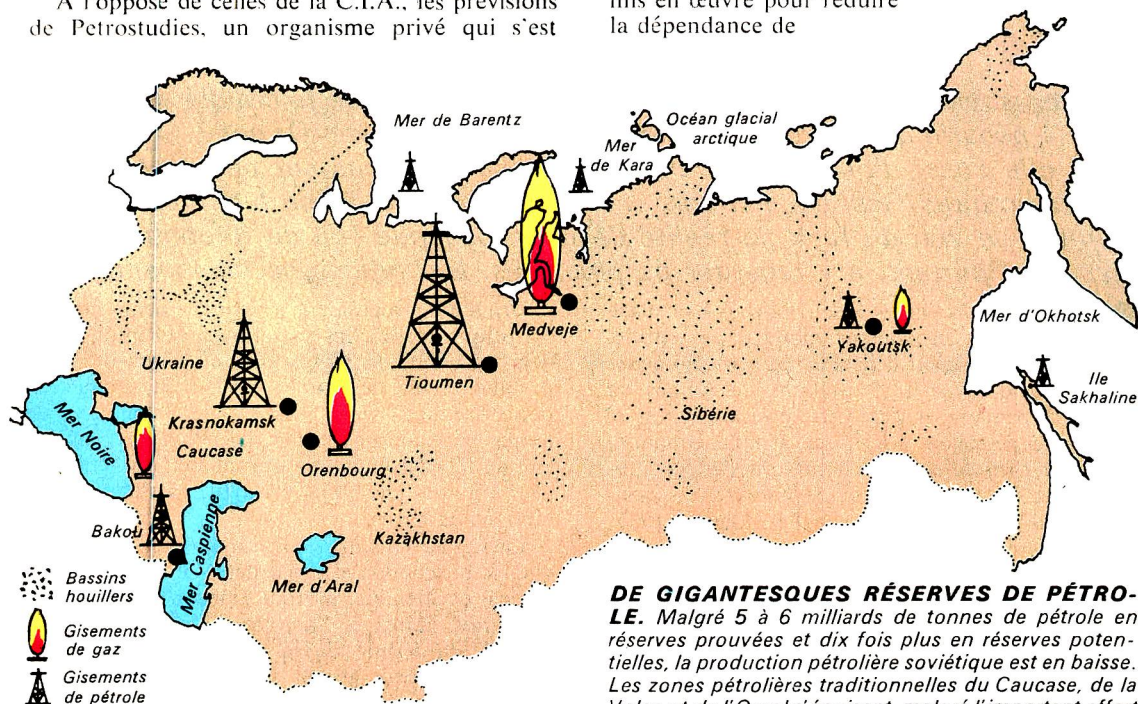 A l'opposé de celles de la C.I.A., les prévisions
de Petrostudies, un organisme privé qui s'est
mis en œuvre pour réduire
la dépendance de
Mer de Barentz
Océan glacial
arctique
Mer
de Kara
Medveje
Yakoutsk
Mer d'Okhotsk
Ile
Sakhaline
Ukraine
Tioumen
Sibérie
Mer Noire
Krasnokamsk
Caucase
Orenbourg
Bakou
Mer Caspienne
Kazakhstan
Mer d'Aral
Bassins
houillers
Gisements
de gaz
Gisements
de pétrole
DE GIGANTESQUES RÉSERVES DE PÉTRO-
LE. Malgré 5 à 6 milliards de tonnes de pétrole en
réserves prouvées et dix fois plus en réserves poten-
tielles, la production pétrolière soviétique est en baisse.
Les zones pétrolières traditionnelles du Caucase, de la